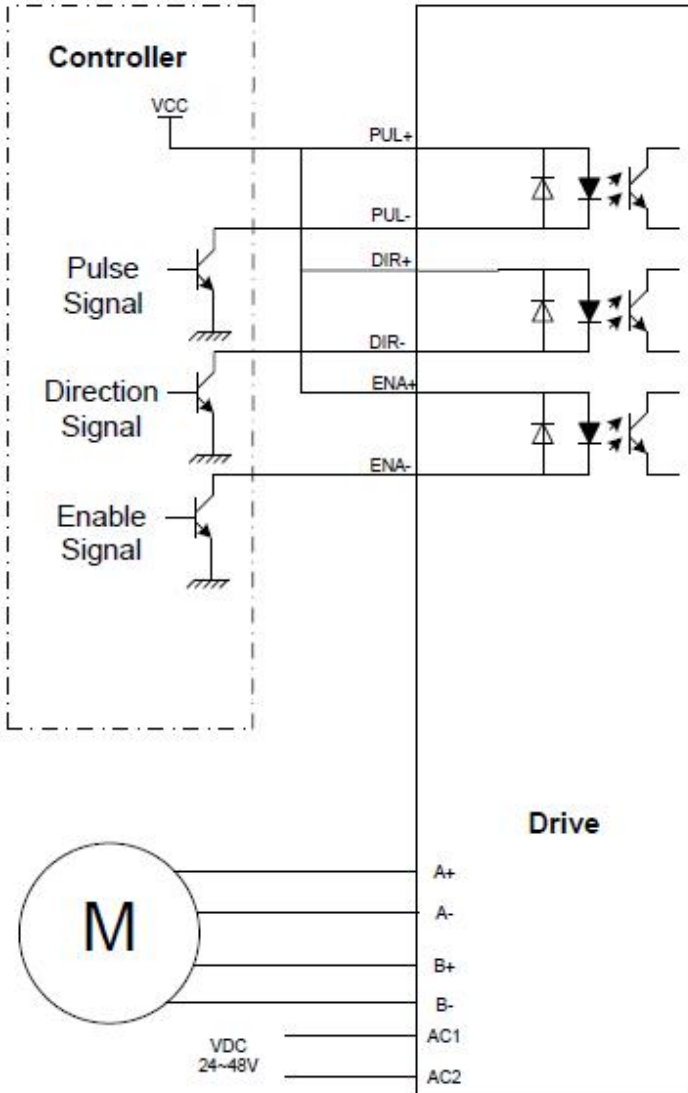 Controller
VCC
PUL+
PUL-
Pulse
Signal
DIR+
DIR-
Direction
Signal
ENA+
ENA-
Enable
Signal
Drive
M
A+
A-
B+
B-
AC1
VDC
24~48V
AC2